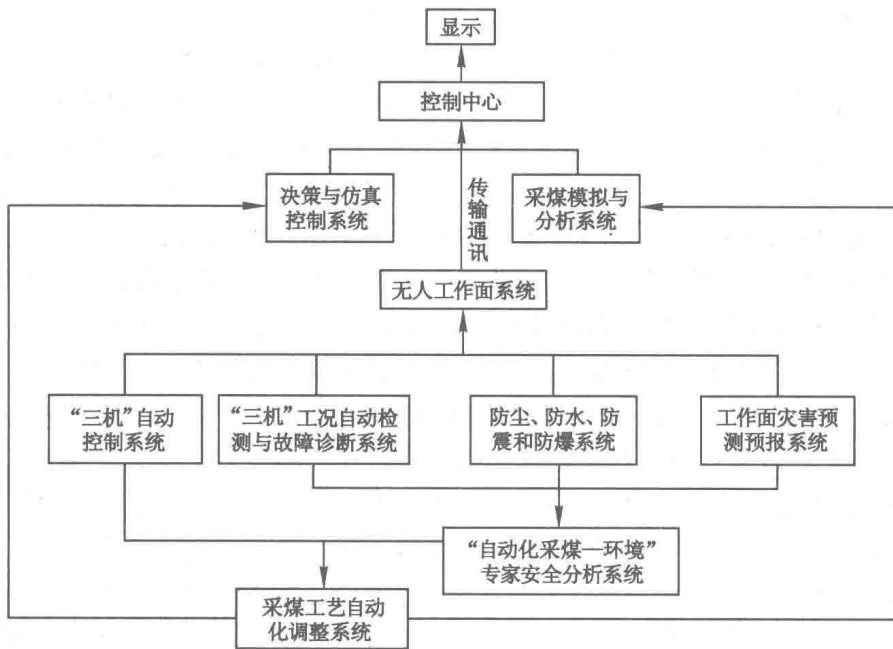 显示
控制中心
决策与仿真
控制系统
传输通讯
采煤模拟与
分析系统
无人工作面系统
“三机”自动
控制系统
“三机”工况自动检
测与故障诊断系统
防尘、防水、防
震和防爆系统
工作面灾害预
测预报系统
“自动化采煤—环境”
专家安全分析系统
采煤工艺自动
化调整系统